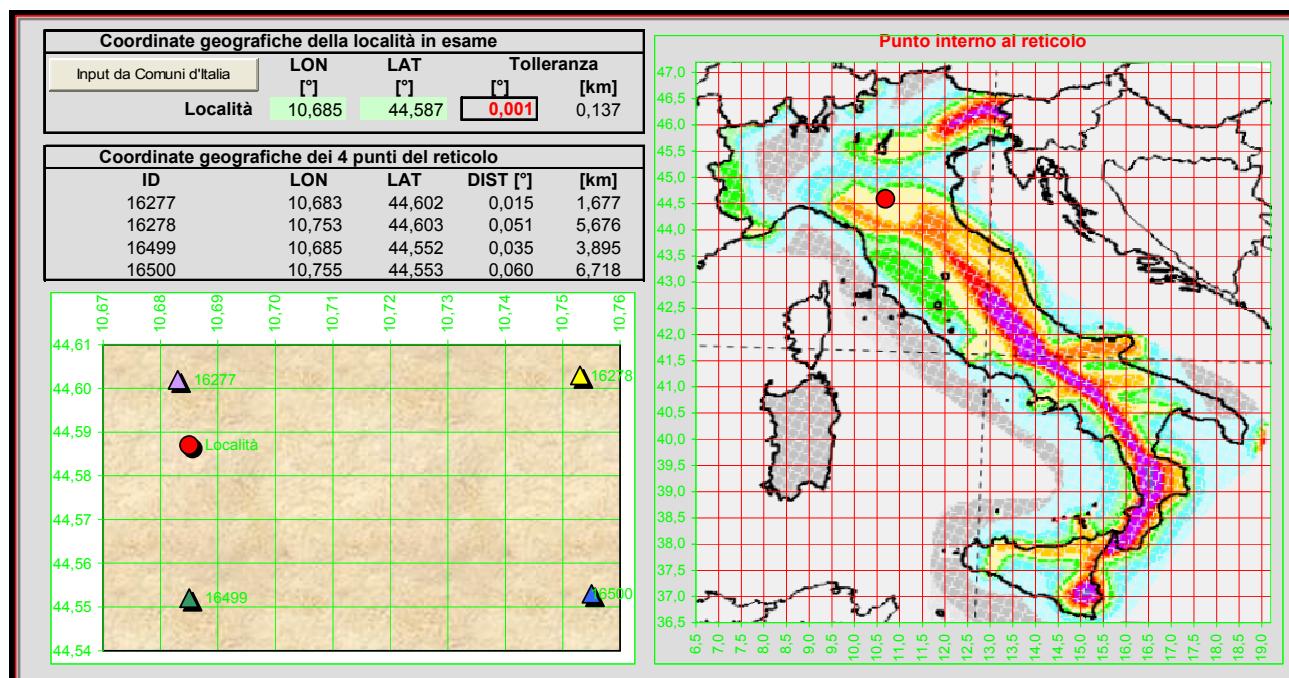 Coordinate geografiche della località in esame
Input da Comuni d'Italia
LON LAT Tolleranza
[°] [°] [°] [km]
Località 10,685 44,587 0,001 0,137
Coordinate geografiche dei 4 punti del reticolo
ID LON LAT DIST [°] [km]
16277 10,683 44,602 0,015 1,677
16278 10,753 44,603 0,051 5,676
16499 10,685 44,552 0,035 3,895
16500 10,755 44,553 0,060 6,718
10,67 10,68 10,69 10,70 10,71 10,72 10,73 10,74 10,75 10,76
44,61
44,60
44,59
44,58
44,57
44,56
44,55
44,54
16277
16278
Località
16499
16500
Punto interno al reticolo
47,0
46,5
46,0
45,5
45,0
44,5
44,0
43,5
43,0
42,5
42,0
41,5
41,0
40,5
40,0
39,5
39,0
38,5
38,0
37,5
37,0
36,5
6,5 7,0 7,5 8,0 8,5 9,0 9,5 10,0 10,5 11,0 11,5 12,0 12,5 13,0 13,5 14,0 14,5 15,0 15,5 16,0 16,5 17,0 17,5 18,0 18,5 19,0